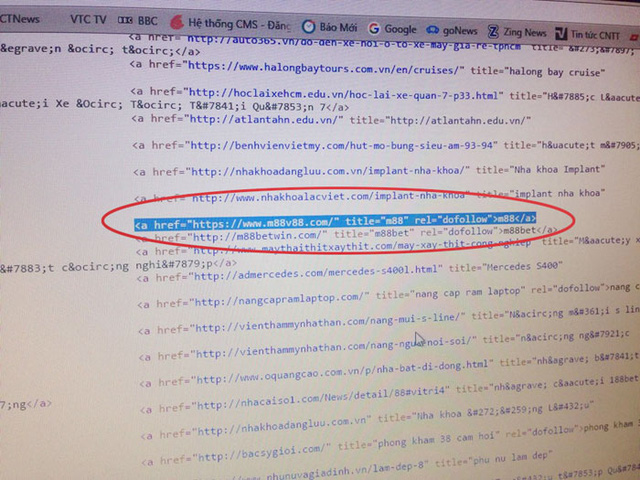 CTNews VTC TV BBC Hệ thống CMS - Đăng Báo Mới Google goNews Zing News Tin tức CNTT
<a href="http://auto365.vn/do-den-xe-hoi-o-to-xe-may-gia-re-tphcm" title="&#273;&#7897;
&egrave;n &ocirc; t&ocirc;</a>
<a href="https://www.halongbaytours.com.vn/en/cruises/" title="halong bay cruise"
<a href="http://hoclaixehcm.edu.vn/hoc-lai-xe-quan-7-p33.html" title="H&#7885;c L&aacute
aacute;i Xe &Ocirc; T&Ocirc; T&#7841;i Qu&#7853;n 7</a>
<a href="http://atlantahn.edu.vn/" title="http://atlantahn.edu.vn/"
<a href="http://benhvienvietmy.com/hut-mo-bung-sieu-am-93-94" title="h&uacute;t m&#7905;
<a href="http://nhakhoadangluu.com.vn/implant-nha-khoa/" title="Nha khoa Implant"
<a href="http://www.nhakhoalacviet.com/implant-nha-khoa" title="implant nha khoa"
<a href="https://www.m88v88.com/" title="m88" rel="dofollow">m88</a>
<a href="http://m88betwin.com/" title="m88bet" rel="dofollow">m88bet</a>
<a href="http://www.maythaithitxaythit.com/may-xay-thit-cong-nghiep" title="M&aacute;y x
&#7883;t c&ocirc;ng nghi&#7879;p</a>
<a href="http://admercedes.com/mercedes-s400l.html" title="Mercedes S400"
<a href="http://nangcapramlaptop.com/" title="nang cap ram laptop" rel="dofollow">nang c
<a href="http://vienthammynhathan.com/nang-mui-s-line/" title="N&acirc;ng m&#361;i s lin
<a href="http://vienthammynhathan.com/nang-nguc-noi-soi/" title="n&acirc;ng ng&#7921;c
<a href="http://www.oquangcao.com.vn/p/nha-bat-di-dong.html" title="nh&agrave; b&#7841;t
<a href="http://nhacaiso1.com/News/detail/88#vitri4" title="nh&agrave; c&aacute;i 188bet
7;ng</a>
<a href="http://nhakhoadangluu.com.vn" title="Nha khoa &#272;&#259;ng L&#432;u"
<a href="http://bacsygioi.com/" title="phong kham 38 cam hoi" rel="dofollow">phong kham
title="phu nu lam dep"